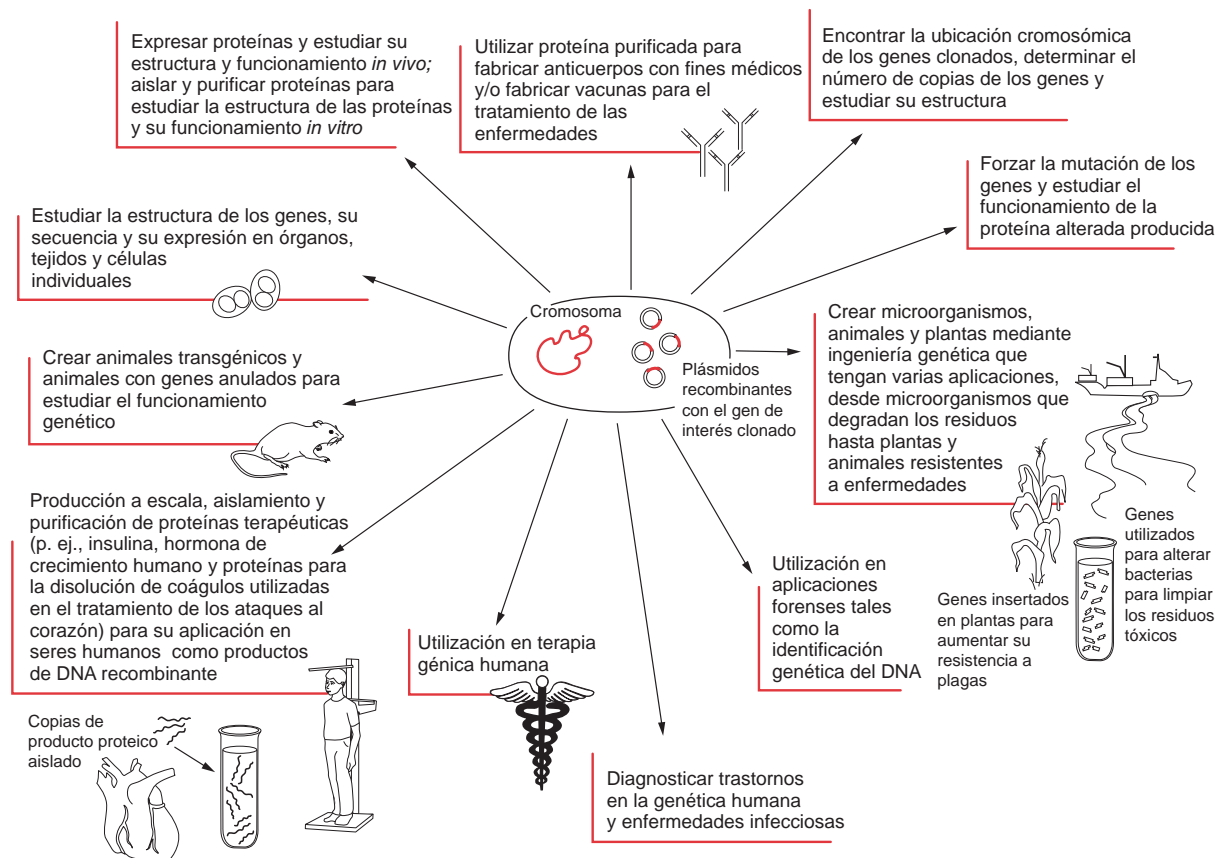 Expresar proteínas y estudiar su
estructura y funcionamiento in vivo;
aislar y purificar proteínas para
estudiar la estructura de las proteínas
y su funcionamiento in vitro
Utilizar proteína purificada para
fabricar anticuerpos con fines médicos
y/o fabricar vacunas para el
tratamiento de las
enfermedades
Encontrar la ubicación cromosómica
de los genes clonados, determinar el
número de copias de los genes y
estudiar su estructura
Forzar la mutación de los
genes y estudiar el
funcionamiento de la
proteína alterada producida
Estudiar la estructura de los genes, su
secuencia y su expresión en órganos,
tejidos y células
individuales
Cromosoma
Plásmidos
recombinantes
con el gen de
interés clonado
Crear microorganismos,
animales y plantas mediante
ingeniería genética que
tengan varias aplicaciones,
desde microorganismos que
degradan los residuos
hasta plantas y
animales resistentes
a enfermedades
Crear animales transgénicos y
animales con genes anulados para
estudiar el funcionamiento
genético
Producción a escala, aislamiento y
purificación de proteínas terapéuticas
(p. ej., insulina, hormona de
crecimiento humano y proteínas para
la disolución de coágulos utilizadas
en el tratamiento de los ataques al
corazón) para su aplicación en
seres humanos como productos
de DNA recombinante
Copias de
producto proteico
aislado
Utilización en terapia
génica humana
Diagnosticar trastornos
en la genética humana
y enfermedades infecciosas
Utilización en
aplicaciones
forenses tales
como la
identificación
genética del DNA
Genes insertados
en plantas para
aumentar su
resistencia a
plagas
Genes
utilizados
para alterar
bacterias
para limpiar
los residuos
tóxicos